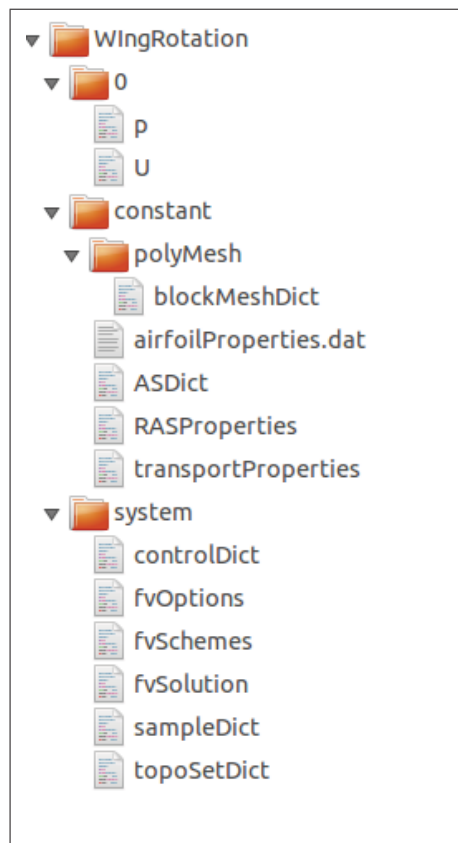 WIngRotation
0
p
U
constant
polyMesh
blockMeshDict
airfoilProperties.dat
ASDict
RASProperties
transportProperties
system
controlDict
fvOptions
fvSchemes
fvSolution
sampleDict
topoSetDict